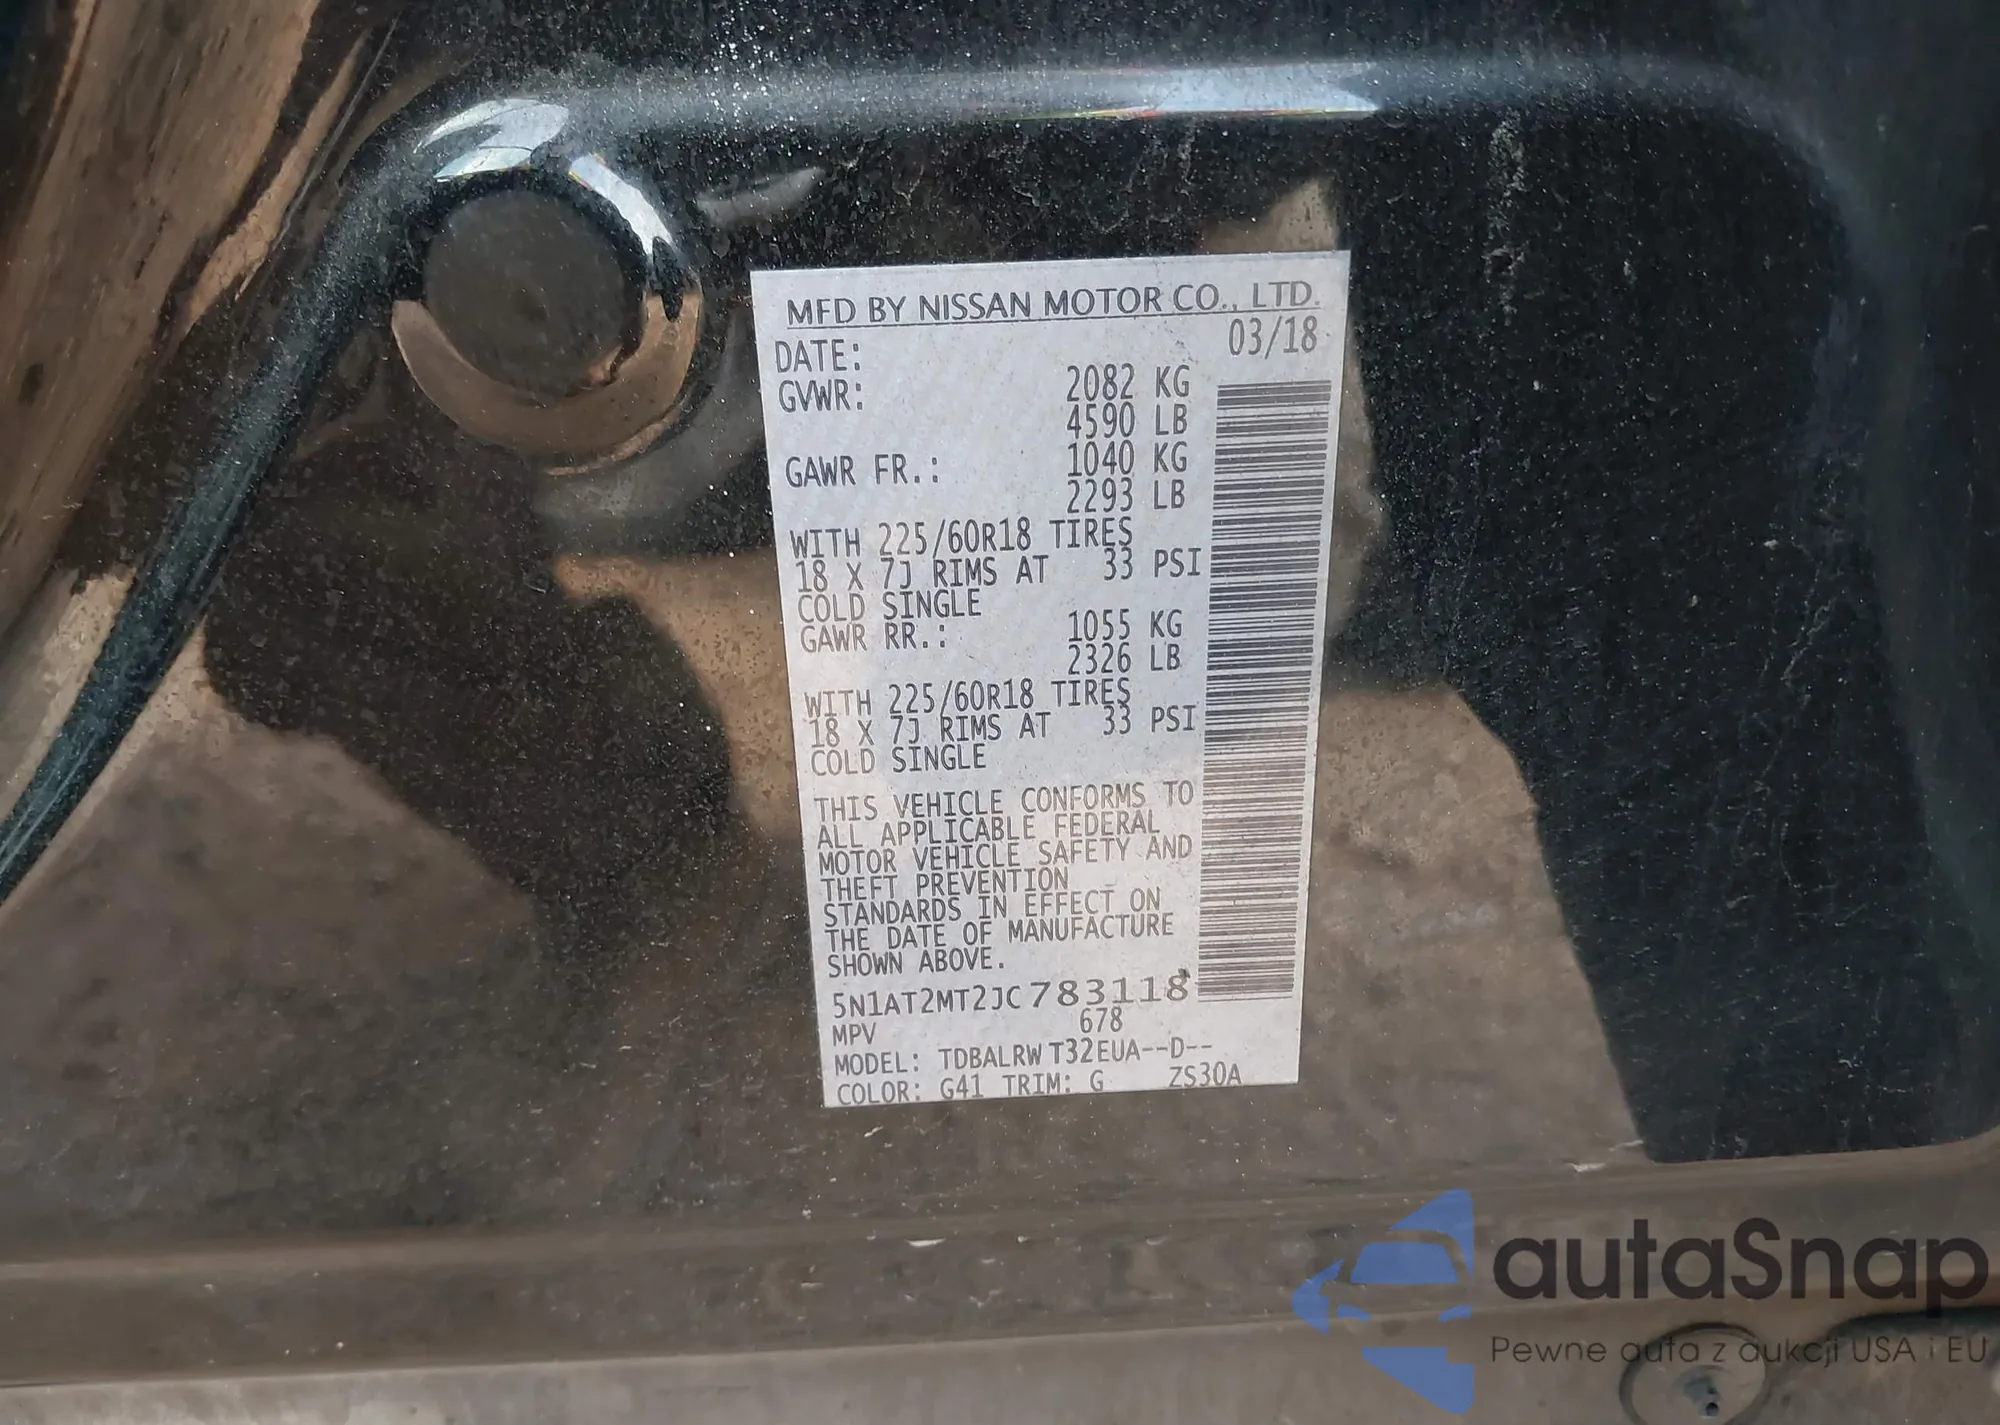 MFD BY NISSAN MOTOR CO., LTD.
DATE: 03/18
GVWR: 2082 KG
4590 LB
GAWR FR.: 1040 KG
2293 LB
WITH 225/60R18 TIRES
18 X 7J RIMS AT 33 PSI
COLD SINGLE
GAWR RR.: 1055 KG
2326 LB
WITH 225/60R18 TIRES
18 X 7J RIMS AT 33 PSI
COLD SINGLE
THIS VEHICLE CONFORMS TO
ALL APPLICABLE FEDERAL
MOTOR VEHICLE SAFETY AND
THEFT PREVENTION
STANDARDS IN EFFECT ON
THE DATE OF MANUFACTURE
SHOWN ABOVE.
5N1AT2MT2JC783118
MPV 678
MODEL: TDBALRW T32EUA--D--
COLOR: G41 TRIM: G ZS30A
autaSnap
Pewne auta z aukcji USA i EU